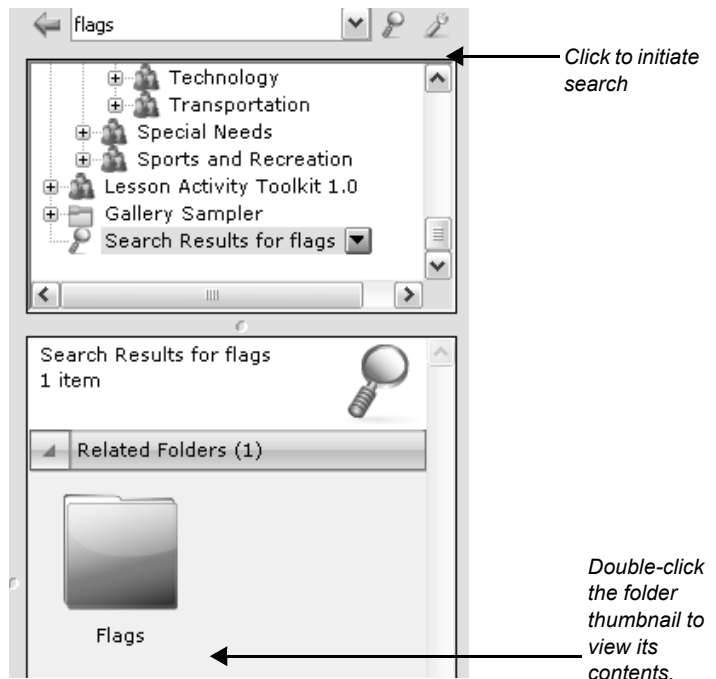 flags
Click to initiate
search
Technology
Transportation
Special Needs
Sports and Recreation
Lesson Activity Toolkit 1.0
Gallery Sampler
Search Results for flags
Search Results for flags
1 item
Related Folders (1)
Flags
Double-click
the folder
thumbnail to
view its
contents.